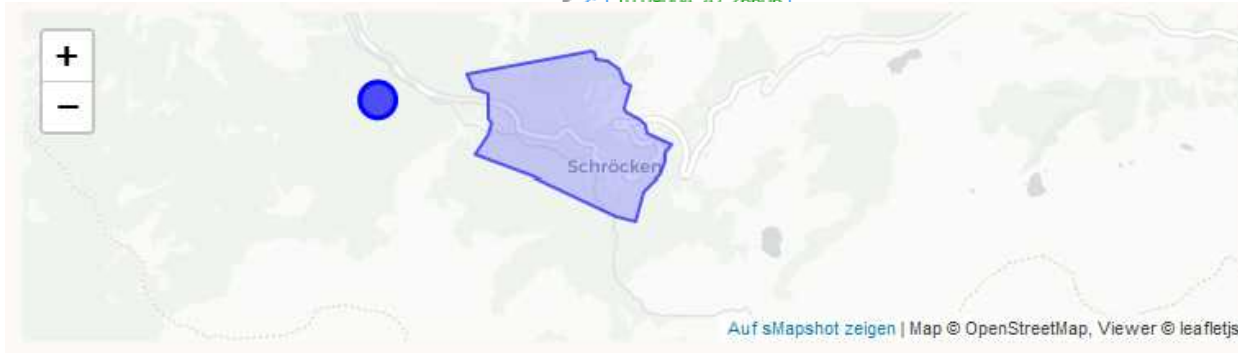 +
−
Schröcken
Auf sMapshot zeigen | Map © OpenStreetMap, Viewer © leafletjs